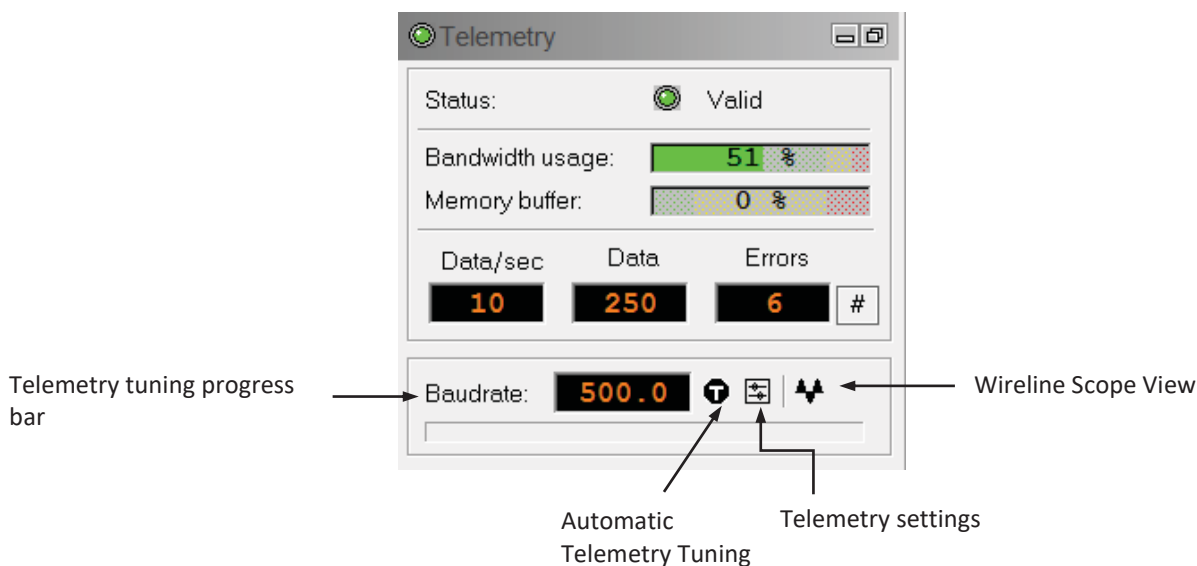 Telemetry
Status: Valid
Bandwidth usage: 51 %
Memory buffer: 0 %
Data/sec Data Errors
10 250 6 #
Telemetry tuning progress
bar
Baudrate: 500.0 T
Wireline Scope View
Automatic
Telemetry Tuning
Telemetry settings